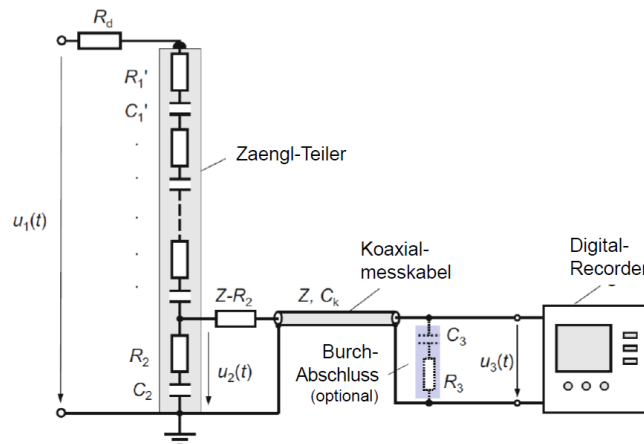 R_d
R_1'
C_1'
Zaengl-Teiler
u_1(t)
Koaxial-
messkabel
Digital-
Recorder
Z-R_2
Z, C_k
R_2
C_2
u_2(t)
Burch-
Abschluss
(optional)
C_3
R_3
u_3(t)